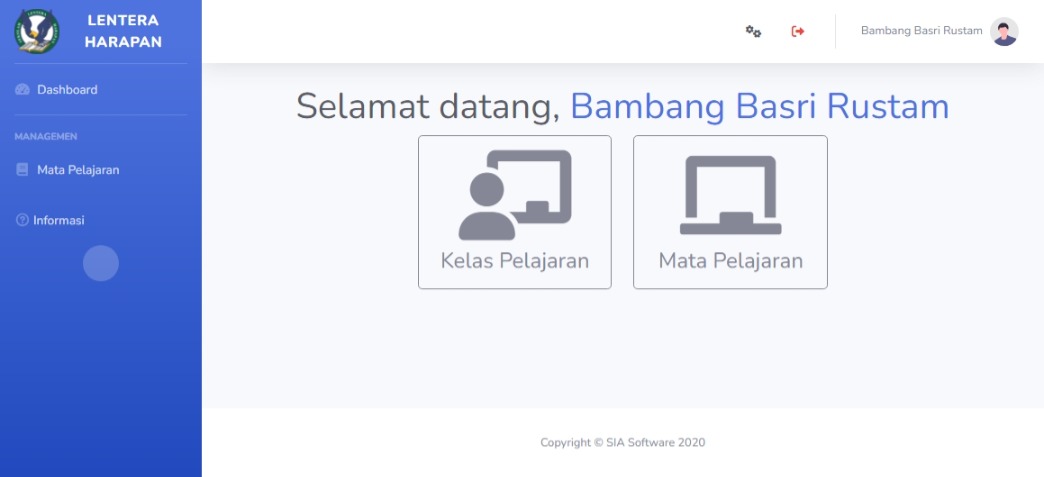 LENTERA
HARAPAN
Dashboard
MANAGEMEN
Mata Pelajaran
Informasi
Bambang Basri Rustam
Selamat datang, Bambang Basri Rustam
Kelas Pelajaran
Mata Pelajaran
Copyright © SIA Software 2020